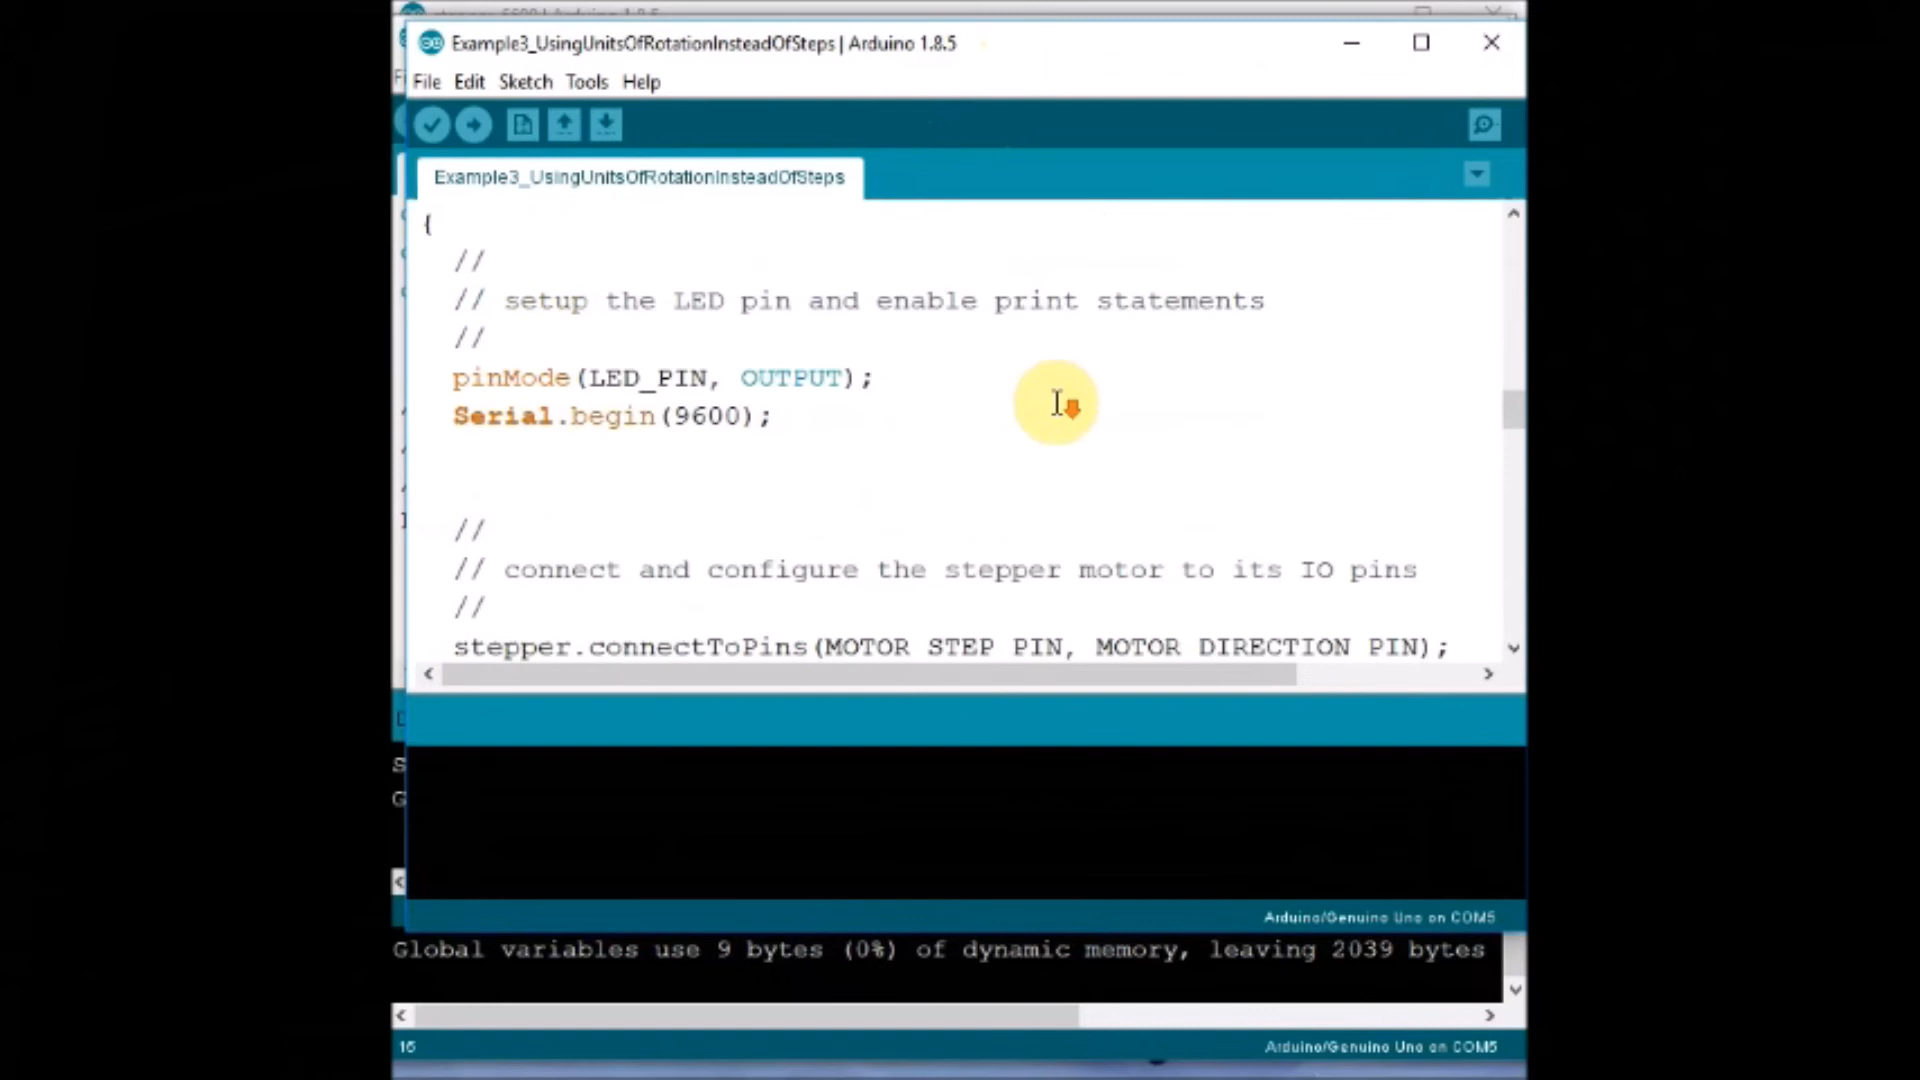 Example3_UsingUnitsOfRotationInsteadOfSteps | Arduino 1.8.5
File Edit Sketch Tools Help
Example3_UsingUnitsOfRotationInsteadOfSteps
{
//
// setup the LED pin and enable print statements
//
pinMode(LED_PIN, OUTPUT);
Serial.begin(9600);
//
// connect and configure the stepper motor to its IO pins
//
stepper.connectToPins(MOTOR_STEP_PIN, MOTOR_DIRECTION_PIN);
Arduino/Genuino Uno on COM5
Global variables use 9 bytes (0%) of dynamic memory, leaving 2039 bytes
15 Arduino/Genuino Uno on COM5